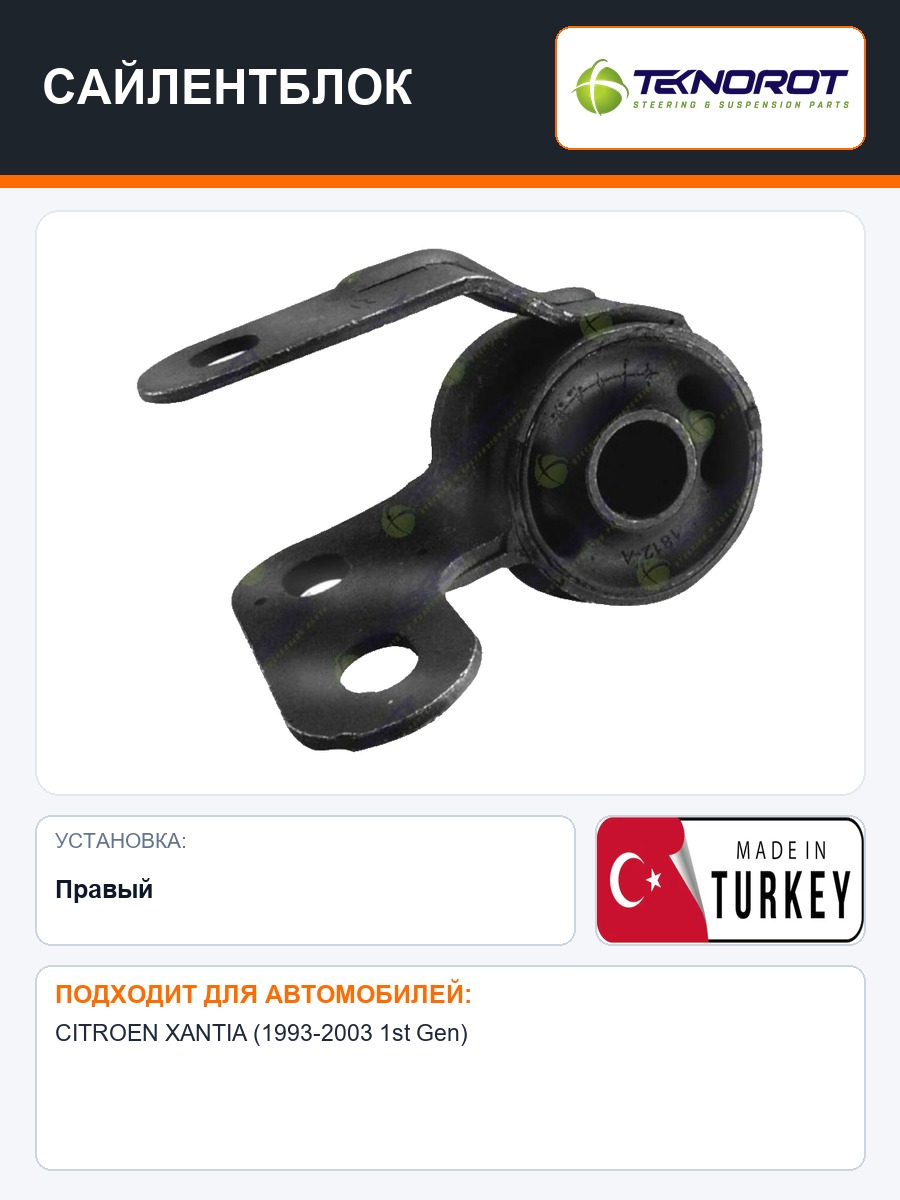 САЙЛЕНТБЛОК
TEKNOROT
STEERING & SUSPENSION PARTS
1812-A
УСТАНОВКА:
Правый
MADE IN
TURKEY
ПОДХОДИТ ДЛЯ АВТОМОБИЛЕЙ:
CITROEN XANTIA (1993-2003 1st Gen)